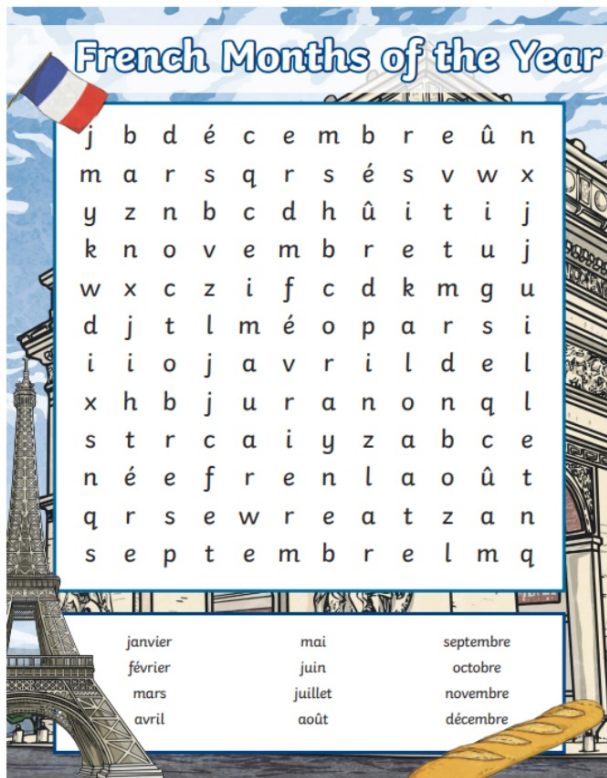 French Months of the Year
j b d é c e m b r e û n
m a r s q r s é s v w x
y z n b c d h û i t i j
k n o v e m b r e t u j
w x c z i f c d k m g u
d j t l m é o p a r s i
i i o j a v r i l d e l
x h b j u r a n o n q l
s t r c a i y z a b c e
n é e f r e n l a o û t
q r s e w r e a t z a n
s e p t e m b r e l m q
janvier mai septembre
février juin octobre
mars juillet novembre
avril août décembre